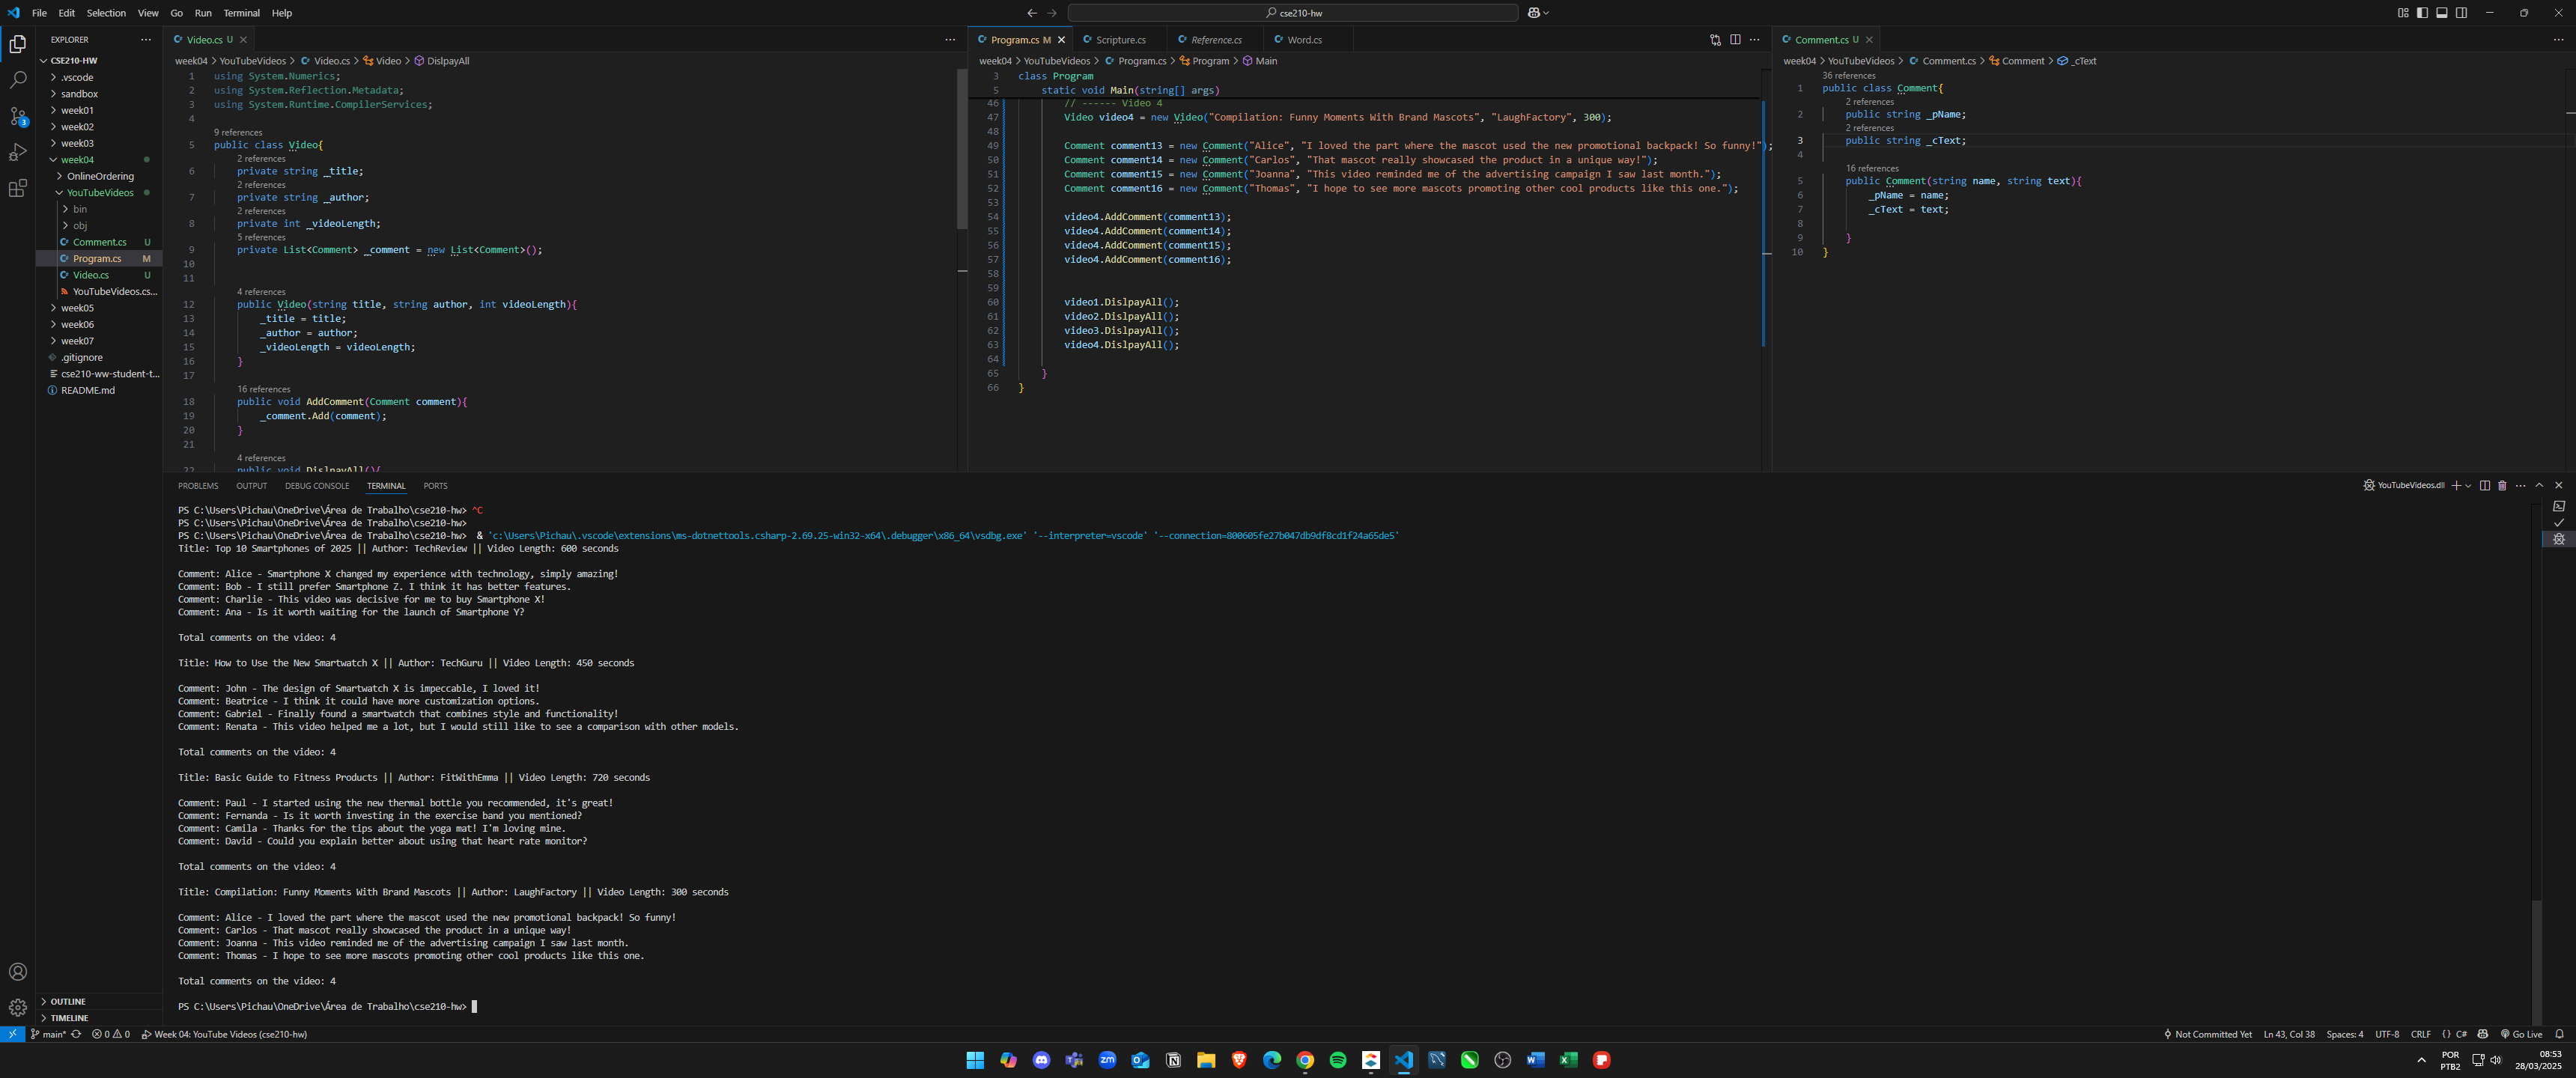 File Edit Selection View Go Run Terminal Help
cse210-hw
EXPLORER
CSE210-HW
.vscode
sandbox
week01
week02
week03
week04
OnlineOrdering
YouTubeVideos
bin
obj
Comment.cs U
Program.cs M
Video.cs U
YouTubeVideos.cs...
week05
week06
week07
.gitignore
cse210-ww-student-t...
README.md
OUTLINE
TIMELINE
Video.cs U
week04 > YouTubeVideos > Video.cs > Video > DislpayAll
1 using System.Numerics;
2 using System.Reflection.Metadata;
3 using System.Runtime.CompilerServices;
4
9 references
5 public class Video{
2 references
6 private string _title;
2 references
7 private string _author;
2 references
8 private int _videoLength;
5 references
9 private List<Comment> _comment = new List<Comment>();
10
11
4 references
12 public Video(string title, string author, int videoLength){
13 _title = title;
14 _author = author;
15 _videoLength = videoLength;
16 }
17
16 references
18 public void AddComment(Comment comment){
19 _comment.Add(comment);
20 }
21
4 references
22 public void DislpayAll(){
Program.cs M Scripture.cs Reference.cs Word.cs
week04 > YouTubeVideos > Program.cs > Program > Main
3 class Program
5 static void Main(string[] args)
46 // ------ Video 4
47 Video video4 = new Video("Compilation: Funny Moments With Brand Mascots", "LaughFactory", 300);
48
49 Comment comment13 = new Comment("Alice", "I loved the part where the mascot used the new promotional backpack! So funny!");
50 Comment comment14 = new Comment("Carlos", "That mascot really showcased the product in a unique way!");
51 Comment comment15 = new Comment("Joanna", "This video reminded me of the advertising campaign I saw last month.");
52 Comment comment16 = new Comment("Thomas", "I hope to see more mascots promoting other cool products like this one.");
53
54 video4.AddComment(comment13);
55 video4.AddComment(comment14);
56 video4.AddComment(comment15);
57 video4.AddComment(comment16);
58
59
60 video1.DislpayAll();
61 video2.DislpayAll();
62 video3.DislpayAll();
63 video4.DislpayAll();
64
65 }
66 }
Comment.cs U
week04 > YouTubeVideos > Comment.cs > Comment > _cText
36 references
1 public class Comment{
2 references
2 public string _pName;
2 references
3 public string _cText;
4
16 references
5 public Comment(string name, string text){
6 _pName = name;
7 _cText = text;
8
9 }
10 }
PROBLEMS OUTPUT DEBUG CONSOLE TERMINAL PORTS
YouTubeVideos.dll
PS C:\Users\Pichau\OneDrive\Área de Trabalho\cse210-hw> ^C
PS C:\Users\Pichau\OneDrive\Área de Trabalho\cse210-hw>
PS C:\Users\Pichau\OneDrive\Área de Trabalho\cse210-hw> & 'c:\Users\Pichau\.vscode\extensions\ms-dotnettools.csharp-2.69.25-win32-x64\.debugger\x86_64\vsdbg.exe' '--interpreter=vscode' '--connection=800605fe27b047db9df8cd1f24a65de5'
Title: Top 10 Smartphones of 2025 || Author: TechReview || Video Length: 600 seconds
Comment: Alice - Smartphone X changed my experience with technology, simply amazing!
Comment: Bob - I still prefer Smartphone Z. I think it has better features.
Comment: Charlie - This video was decisive for me to buy Smartphone X!
Comment: Ana - Is it worth waiting for the launch of Smartphone Y?
Total comments on the video: 4
Title: How to Use the New Smartwatch X || Author: TechGuru || Video Length: 450 seconds
Comment: John - The design of Smartwatch X is impeccable, I loved it!
Comment: Beatrice - I think it could have more customization options.
Comment: Gabriel - Finally found a smartwatch that combines style and functionality!
Comment: Renata - This video helped me a lot, but I would still like to see a comparison with other models.
Total comments on the video: 4
Title: Basic Guide to Fitness Products || Author: FitWithEmma || Video Length: 720 seconds
Comment: Paul - I started using the new thermal bottle you recommended, it's great!
Comment: Fernanda - Is it worth investing in the exercise band you mentioned?
Comment: Camila - Thanks for the tips about the yoga mat! I'm loving mine.
Comment: David - Could you explain better about using that heart rate monitor?
Total comments on the video: 4
Title: Compilation: Funny Moments With Brand Mascots || Author: LaughFactory || Video Length: 300 seconds
Comment: Alice - I loved the part where the mascot used the new promotional backpack! So funny!
Comment: Carlos - That mascot really showcased the product in a unique way!
Comment: Joanna - This video reminded me of the advertising campaign I saw last month.
Comment: Thomas - I hope to see more mascots promoting other cool products like this one.
Total comments on the video: 4
PS C:\Users\Pichau\OneDrive\Área de Trabalho\cse210-hw>
main* 0 0 Week 04: YouTube Videos (cse210-hw)
Not Committed Yet Ln 43, Col 38 Spaces: 4 UTF-8 CRLF {} C# Go Live
POR
PTB2
08:53
28/03/2025